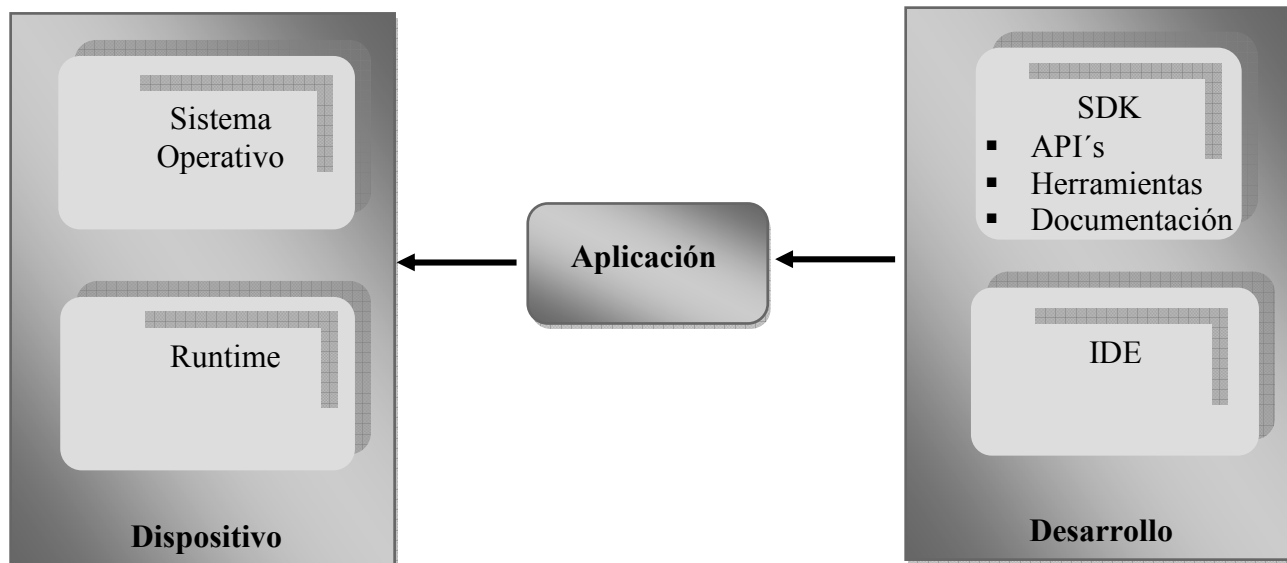 Sistema
Operativo
Runtime
Dispositivo
Aplicación
SDK
▪ API´s
▪ Herramientas
▪ Documentación
IDE
Desarrollo